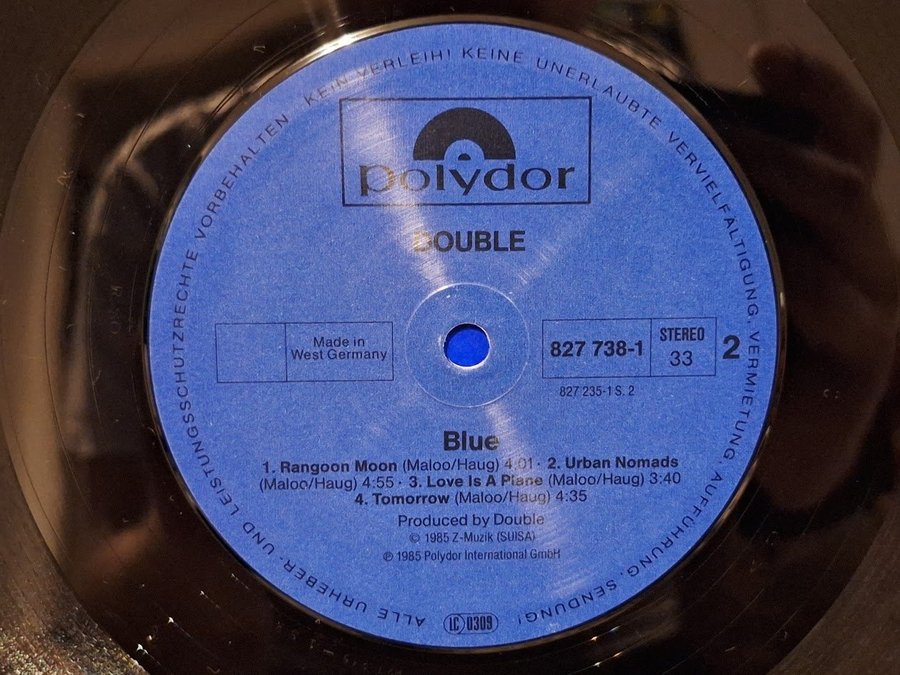 ALLE URHEBER- UND LEISTUNGSSCHUTZRECHTE VORBEHALTEN KEIN VERLEIH! KEINE UNERLAUBTE VERVIELFÄLTIGUNG, VERMIETUNG, AUFFÜHRUNG, SENDUNG!
polydor
DOUBLE
Made in
West Germany
827 738-1
STEREO
33
2
827 235-1 S. 2
Blue
1. Rangoon Moon (Maloo/Haug) 4:01 · 2. Urban Nomads
(Maloo/Haug) 4:55 · 3. Love Is A Plane (Maloo/Haug) 3:40
4. Tomorrow (Maloo/Haug) 4:35
Produced by Double
© 1985 Z-Muzik (SUISA)
℗ 1985 Polydor International GmbH
LC 0309